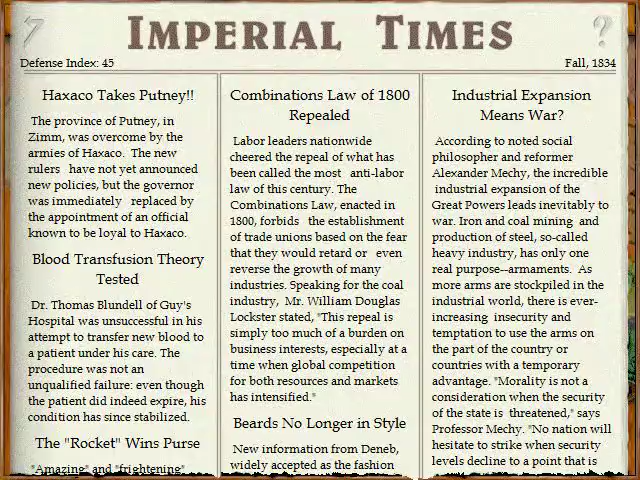 IMPERIAL TIMES
Defense Index: 45
Fall, 1834
Haxaco Takes Putney!!
The province of Putney, in
Zimm, was overcome by the
armies of Haxaco. The new
rulers have not yet announced
new policies, but the governor
was immediately replaced by
the appointment of an official
known to be loyal to Haxaco.
Blood Transfusion Theory
Tested
Dr. Thomas Blundell of Guy's
Hospital was unsuccessful in his
attempt to transfer new blood to
a patient under his care. The
procedure was not an
unqualified failure: even though
the patient did indeed expire, his
condition has since stabilized.
The "Rocket" Wins Purse
"Amazing" and "frightening"
Combinations Law of 1800
Repealed
Labor leaders nationwide
cheered the repeal of what has
been called the most anti-labor
law of this century. The
Combinations Law, enacted in
1800, forbids the establishment
of trade unions based on the fear
that they would retard or even
reverse the growth of many
industries. Speaking for the coal
industry, Mr. William Douglas
Lockster stated, "This repeal is
simply too much of a burden on
business interests, especially at a
time when global competition
for both resources and markets
has intensified."
Beards No Longer in Style
New information from Deneb,
widely accepted as the fashion
Industrial Expansion
Means War?
According to noted social
philosopher and reformer
Alexander Mechy, the incredible
industrial expansion of the
Great Powers leads inevitably to
war. Iron and coal mining and
production of steel, so-called
heavy industry, has only one
real purpose--armaments. As
more arms are stockpiled in the
industrial world, there is ever-
increasing insecurity and
temptation to use the arms on
the part of the country or
countries with a temporary
advantage. "Morality is not a
consideration when the security
of the state is threatened," says
Professor Mechy. "No nation will
hesitate to strike when security
levels decline to a point that is